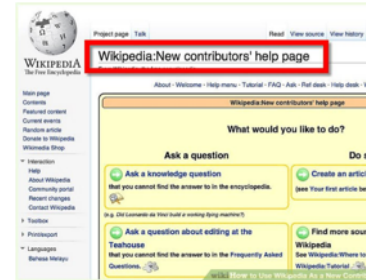 Project page Talk
Read View source View history
Wikipedia:New contributors' help page
WIKIPEDIA
The Free Encyclopedia
About - Welcome - Help menu - Tutorial - FAQ - Ask - Ref desk - Help desk -
Main page
Contents
Featured content
Current events
Random article
Donate to Wikipedia
Wikimedia Shop
Interaction
Help
About Wikipedia
Community portal
Recent changes
Contact Wikipedia
Toolbox
Print/export
Languages
Bahasa Melayu
Wikipedia:New contributors' help page
What would you like to do?
Ask a question
Ask a knowledge question
that you cannot find the answer to in the encyclopedia.
(e.g. Did Leonardo da Vinci build a working flying machine?)
Ask a question about editing at the
Teahouse
that you cannot find the answer to in the Frequently Asked
Questions.
Do
Create an artic
(see Your first article be
Find more sour
Wikipedia
See Wikipedia:Where to
Wikipedia:Tutorial
wikiHow to Use Wikipedia As a New Contri